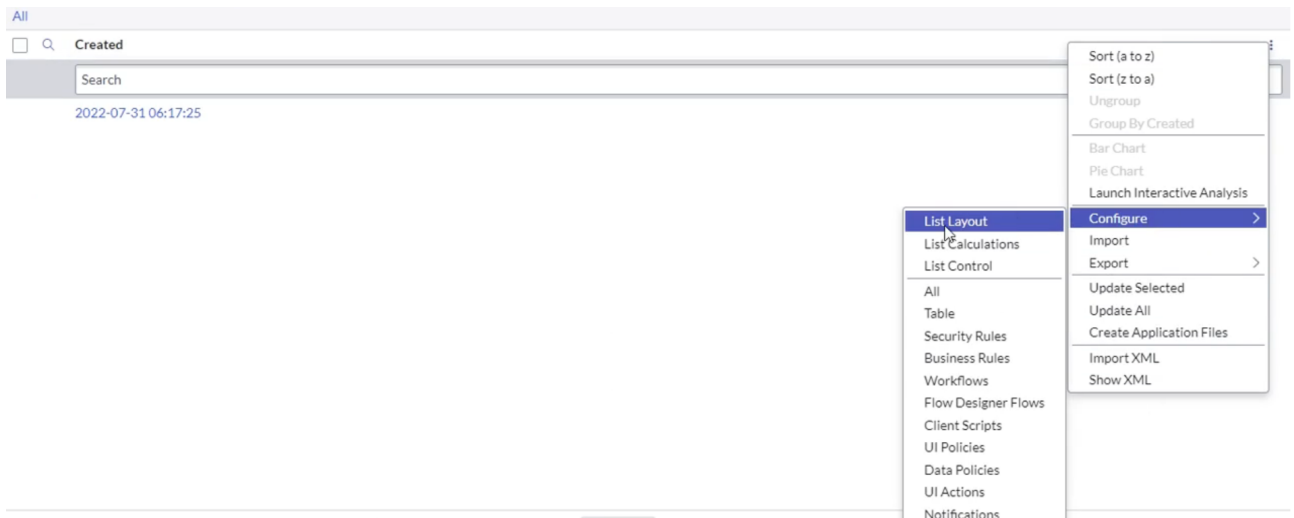 All
Created
Search
2022-07-31 06:17:25
Sort (a to z)
Sort (z to a)
Ungroup
Group By Created
Bar Chart
Pie Chart
Launch Interactive Analysis
Configure
Import
Export
Update Selected
Update All
Create Application Files
Import XML
Show XML
List Layout
List Calculations
List Control
All
Table
Security Rules
Business Rules
Workflows
Flow Designer Flows
Client Scripts
UI Policies
Data Policies
UI Actions
Notifications